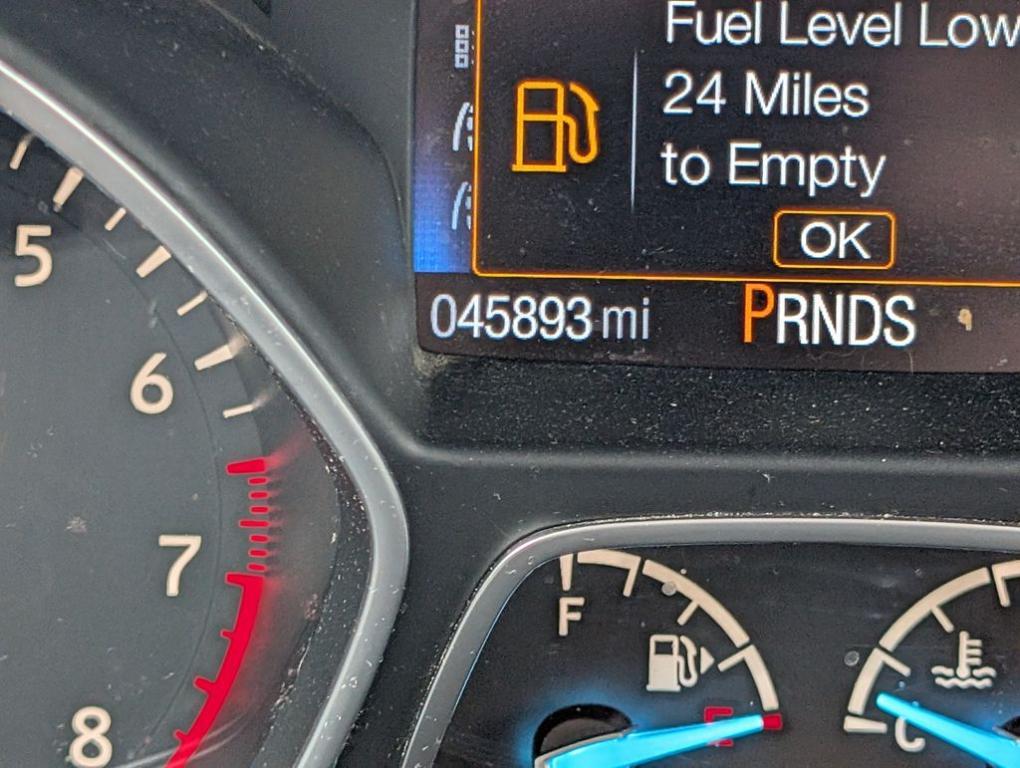 Fuel Level Low
24 Miles
to Empty
OK
045893 mi PRNDS
5
6
7
8
F
E
C